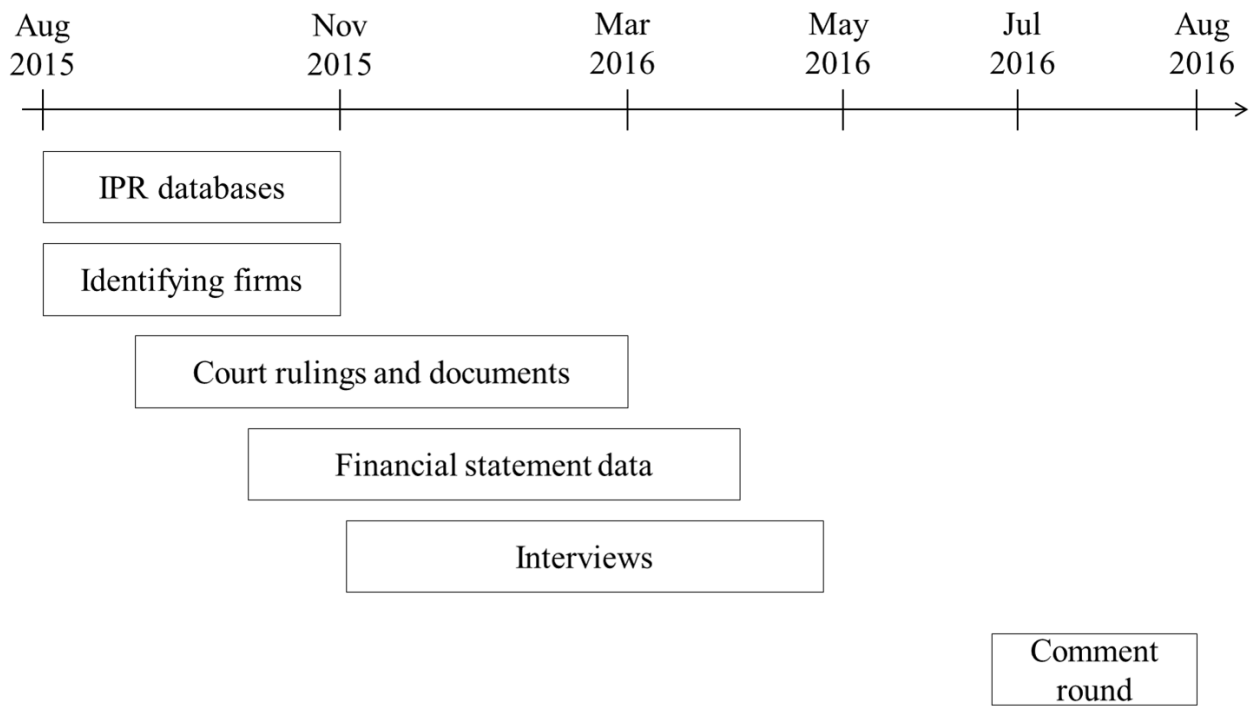 Aug Nov Mar May Jul Aug
2015 2015 2016 2016 2016 2016
IPR databases
Identifying firms
Court rulings and documents
Financial statement data
Interviews
Comment
round